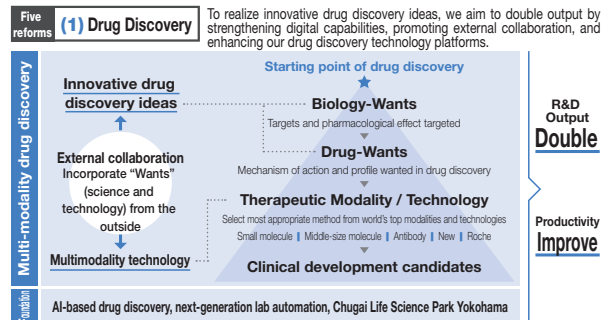 Five
reforms
(1) Drug Discovery
To realize innovative drug discovery ideas, we aim to double output by
strengthening digital capabilities, promoting external collaboration, and
enhancing our drug discovery technology platforms.
Multi-modality drug discovery
Starting point of drug discovery
Innovative drug
discovery ideas
External collaboration
Incorporate “Wants”
(science and
technology) from the
outside
Multimodality technology
Biology-Wants
Targets and pharmacological effect targeted
Drug-Wants
Mechanism of action and profile wanted in drug discovery
Therapeutic Modality / Technology
Select most appropriate method from world’s top modalities and technologies
Small molecule | Middle-size molecule | Antibody | New | Roche
Clinical development candidates
R&D
Output
Double
Productivity
Improve
Foundation
AI-based drug discovery, next-generation lab automation, Chugai Life Science Park Yokohama